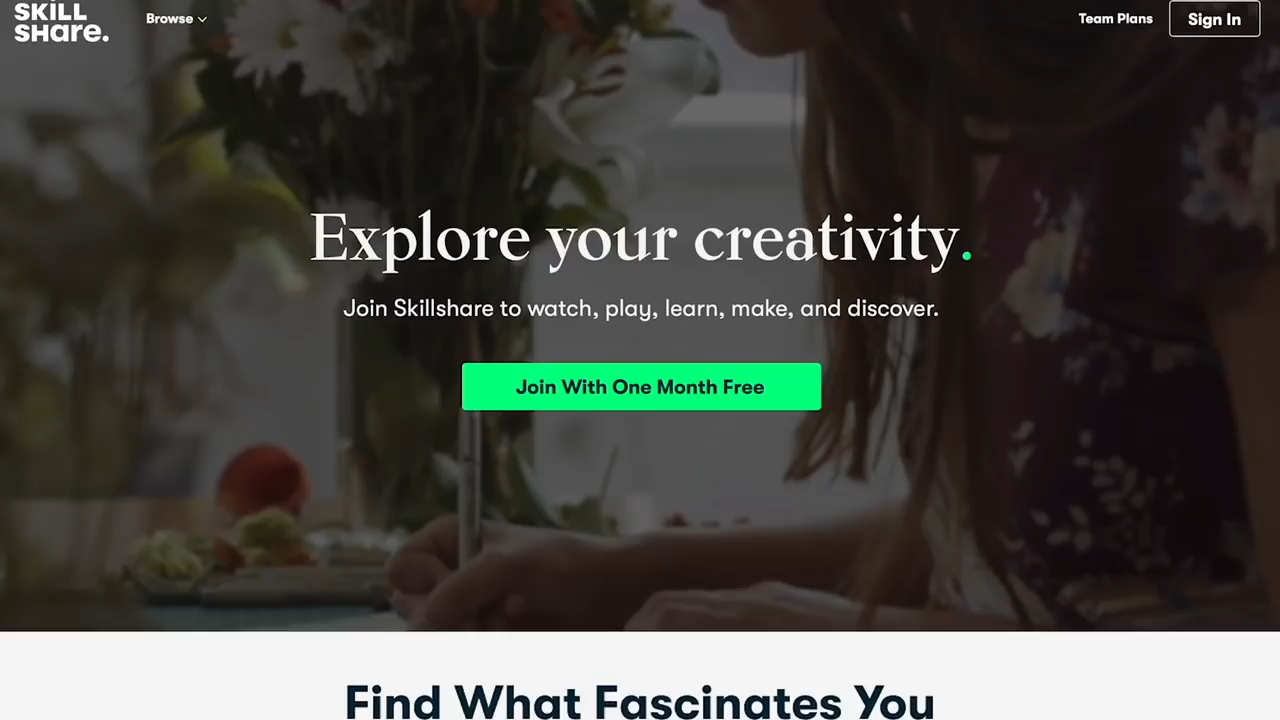 SKILL
SHare.
Browse
Team Plans
Sign In
Explore your creativity.
Join Skillshare to watch, play, learn, make, and discover.
Join With One Month Free
Find What Fascinates You